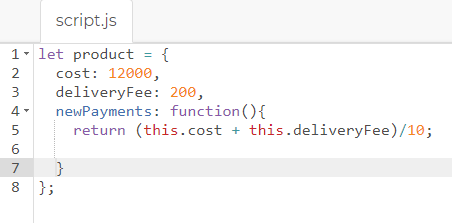 script.js
1 let product = {
2   cost: 12000,
3   deliveryFee: 200,
4   newPayments: function(){
5     return (this.cost + this.deliveryFee)/10;
6
7   }
8 };